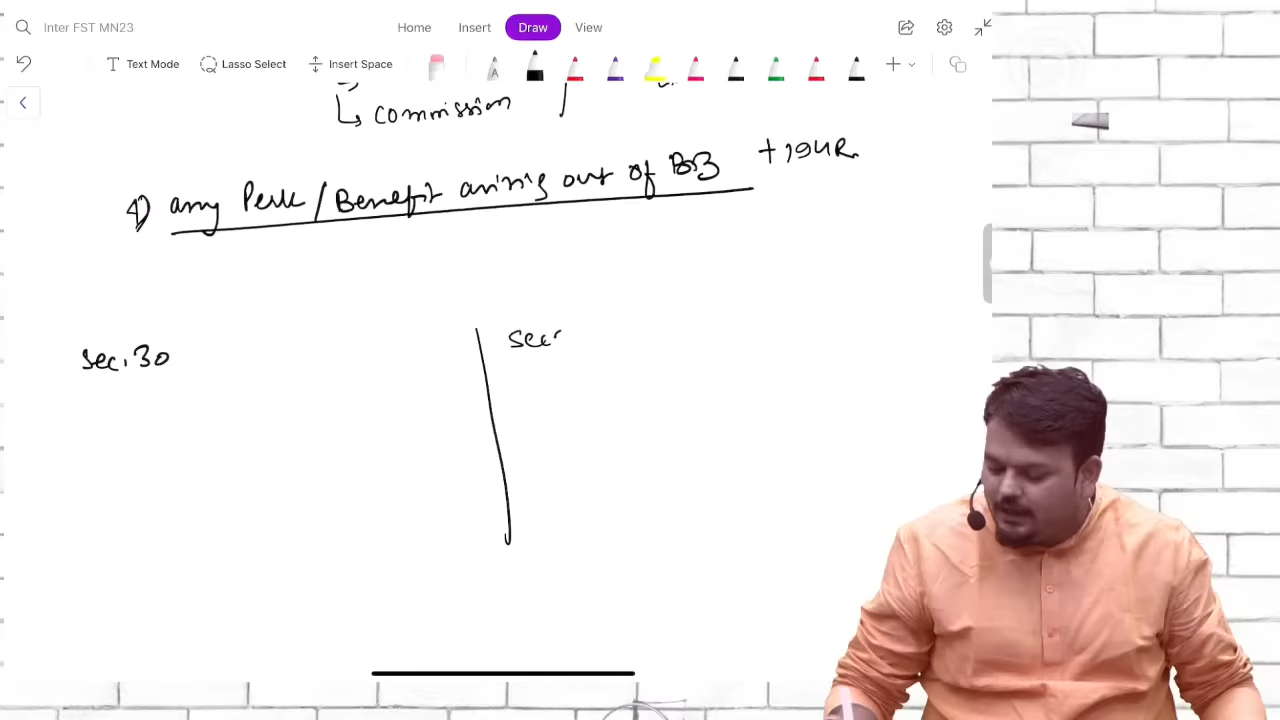 Inter FST MN23
Home Insert Draw View
Text Mode Lasso Select Insert Space
A
↳ commission
4) any Perk/Benefit arising out of B&P +194R
sec. 30
sec